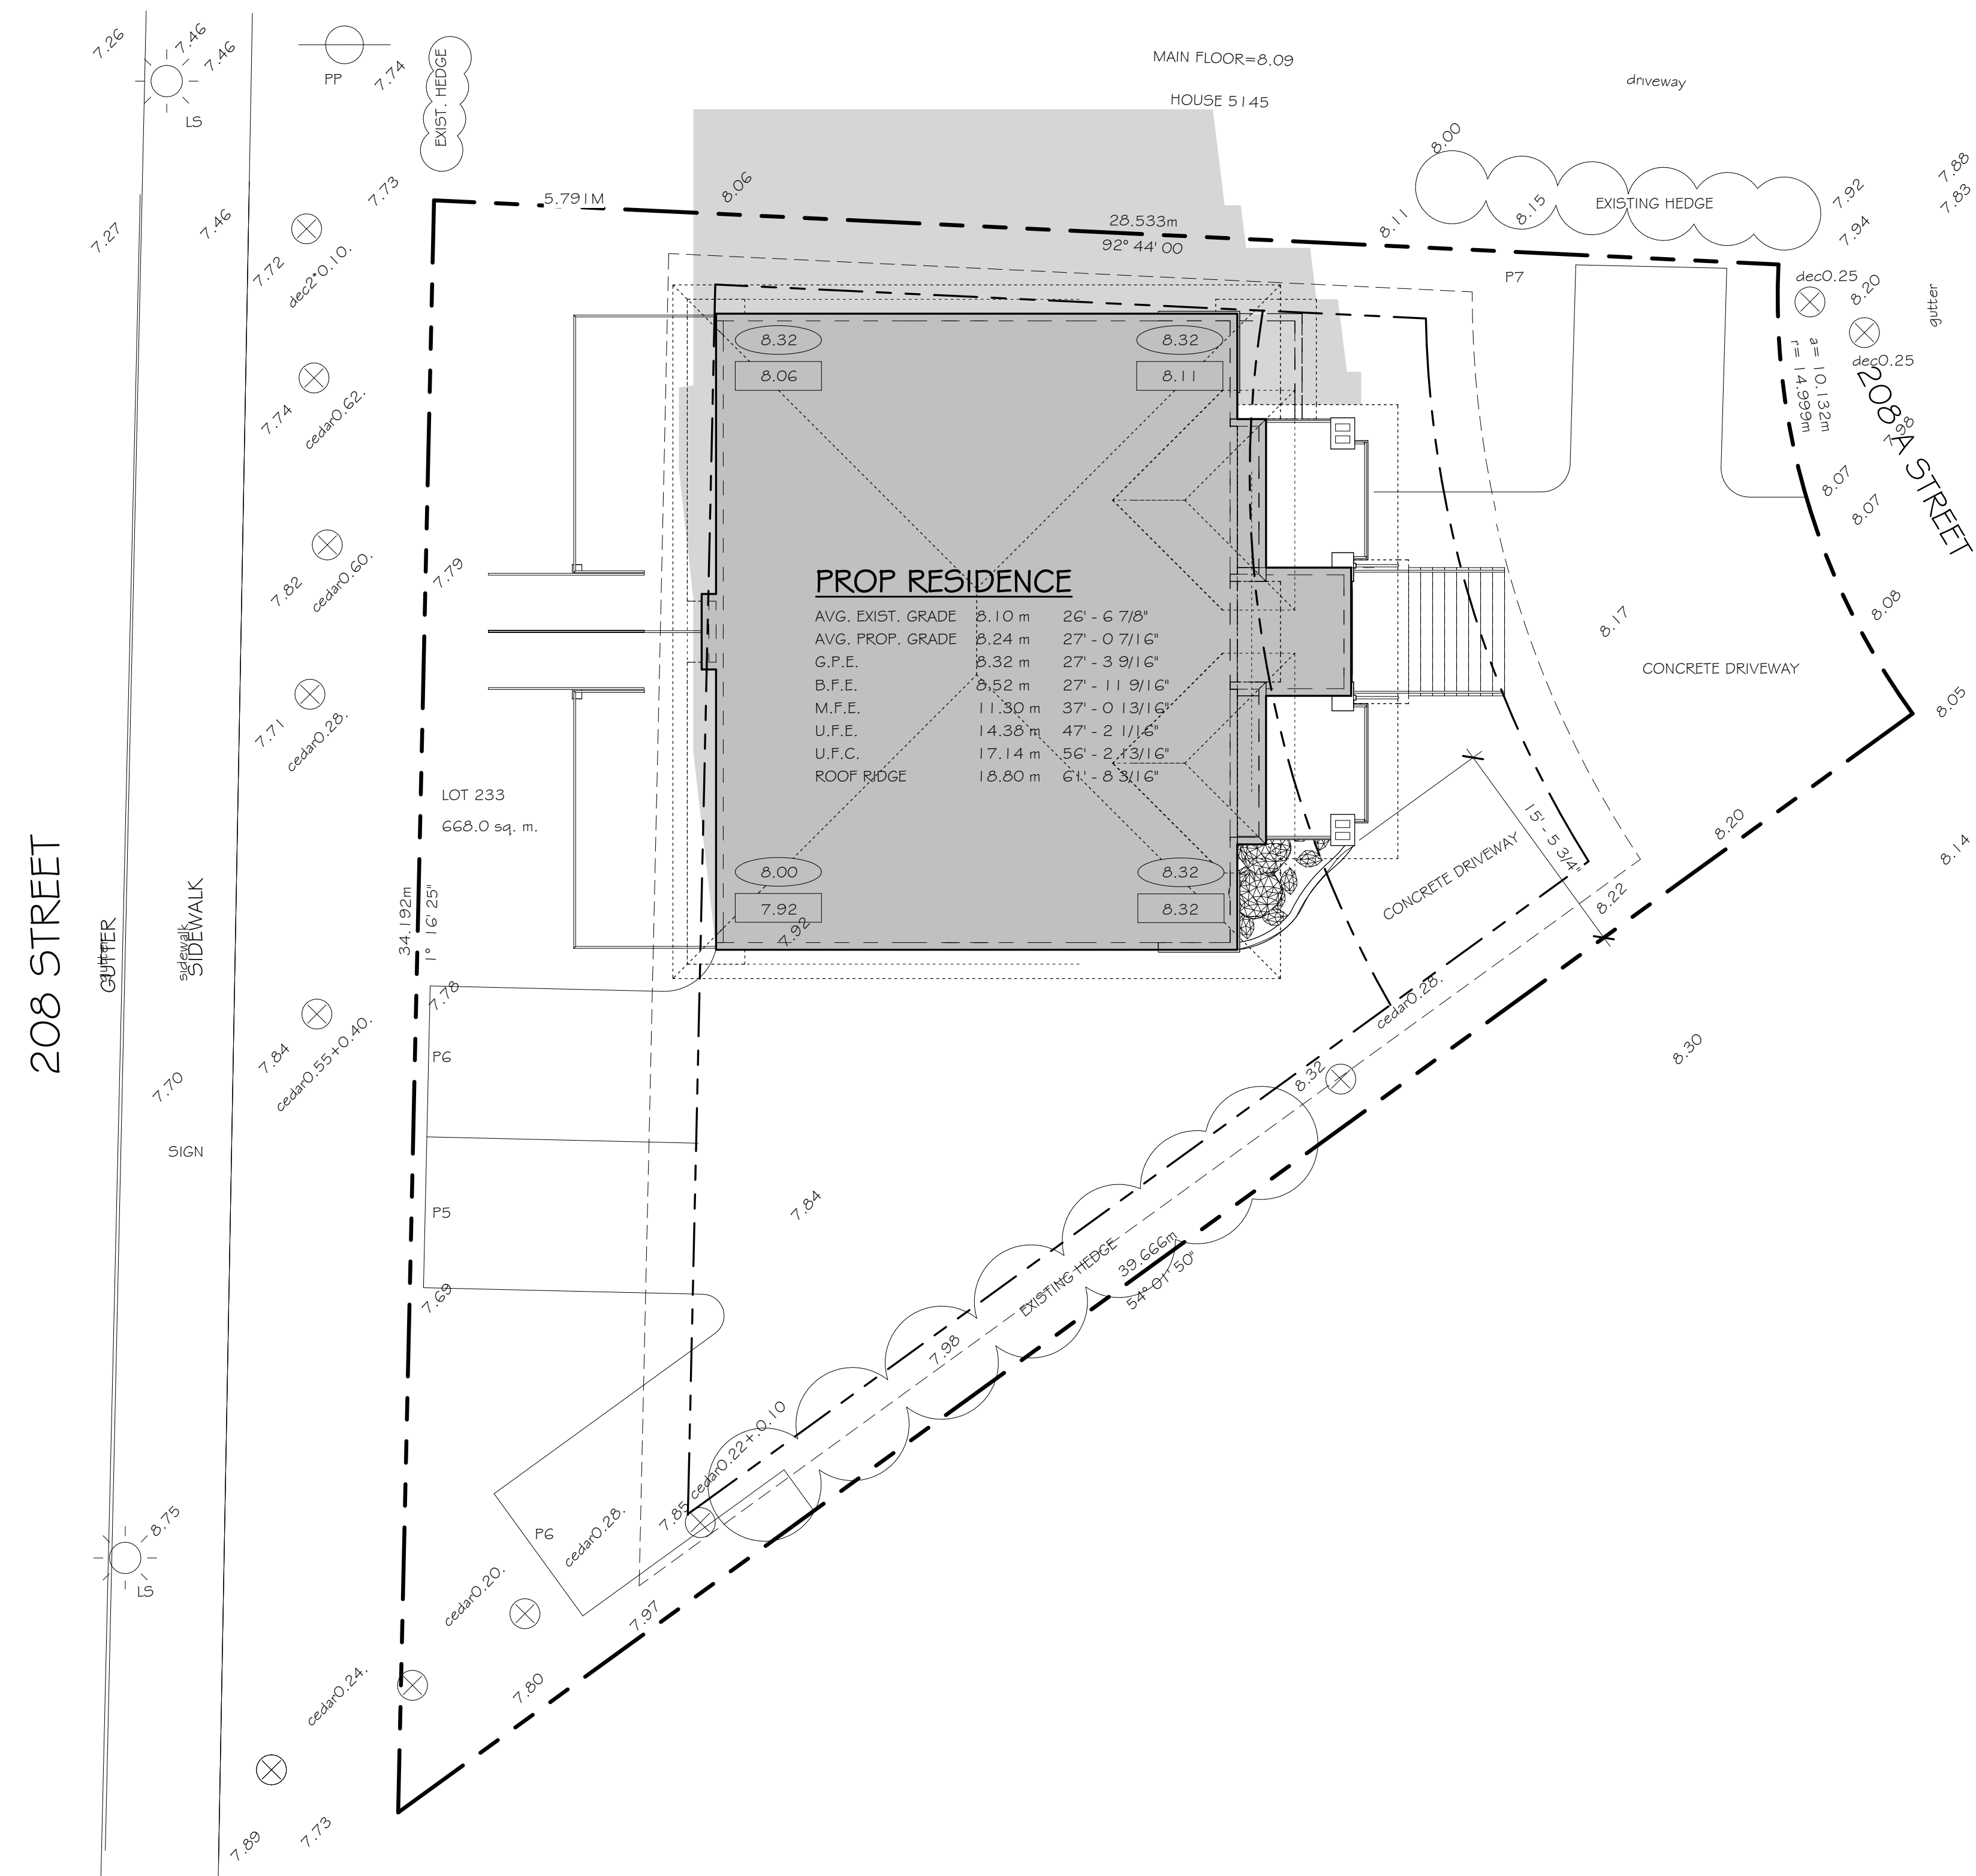 7.26
7.46
7.46
LS
PP
7.74
EXIST. HEDGE
MAIN FLOOR=8.09
HOUSE 5145
driveway
7.27
7.46
7.73
5.791M
8.06
28.533m
92° 44' 00
8.00
8.11
8.15
EXISTING HEDGE
7.92
7.94
7.88
7.83
7.72
dec2*0.10.
P7
dec0.25
8.20
gutter
dec0.25
a= 10.132m
r= 14.999m
208 A STREET
7.98
7.74
cedar0.62.
8.32
8.06
8.32
8.11
8.07
8.07
7.82
cedar0.60.
7.79
8.08
8.17
CONCRETE DRIVEWAY
8.05
PROP RESIDENCE
AVG. EXIST. GRADE 8.10 m 26' - 6 7/8"
AVG. PROP. GRADE 8.24 m 27' - 0 7/16"
G.P.E. 8.32 m 27' - 3 9/16"
B.F.E. 8.52 m 27' - 11 9/16"
M.F.E. 11.30 m 37' - 0 13/16"
U.F.E. 14.38 m 47' - 2 1/16"
U.F.C. 17.14 m 56' - 2 13/16"
ROOF RIDGE 18.80 m 61' - 8 3/16"
7.71
cedar0.28.
LOT 233
668.0 sq. m.
15' - 5 3/4"
CONCRETE DRIVEWAY
8.20
8.14
8.22
8.00
7.92
7.92
8.32
8.32
208 STREET
gutter
GUTTER
sidewalk
SIDEWALK
34.192m
1° 16' 25"
7.78
cedar0.28.
7.84
cedar0.55+0.40.
P6
7.70
8.32
8.30
SIGN
P5
7.84
7.69
EXISTING HEDGE
39.666m
54° 01' 50"
7.98
8.75
LS
P6
cedar0.28.
7.85
cedar0.22+0.10
cedar0.20.
7.97
cedar0.24.
7.80
7.89
7.73